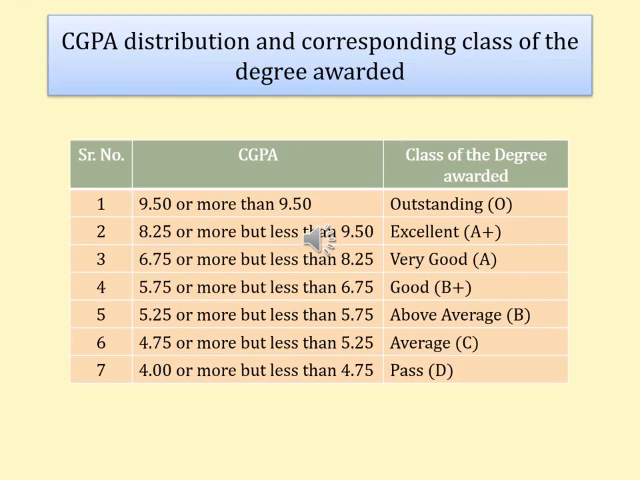 CGPA distribution and corresponding class of the
degree awarded
Sr. No. CGPA Class of the Degree
awarded
1 9.50 or more than 9.50 Outstanding (O)
2 8.25 or more but less than 9.50 Excellent (A+)
3 6.75 or more but less than 8.25 Very Good (A)
4 5.75 or more but less than 6.75 Good (B+)
5 5.25 or more but less than 5.75 Above Average (B)
6 4.75 or more but less than 5.25 Average (C)
7 4.00 or more but less than 4.75 Pass (D)